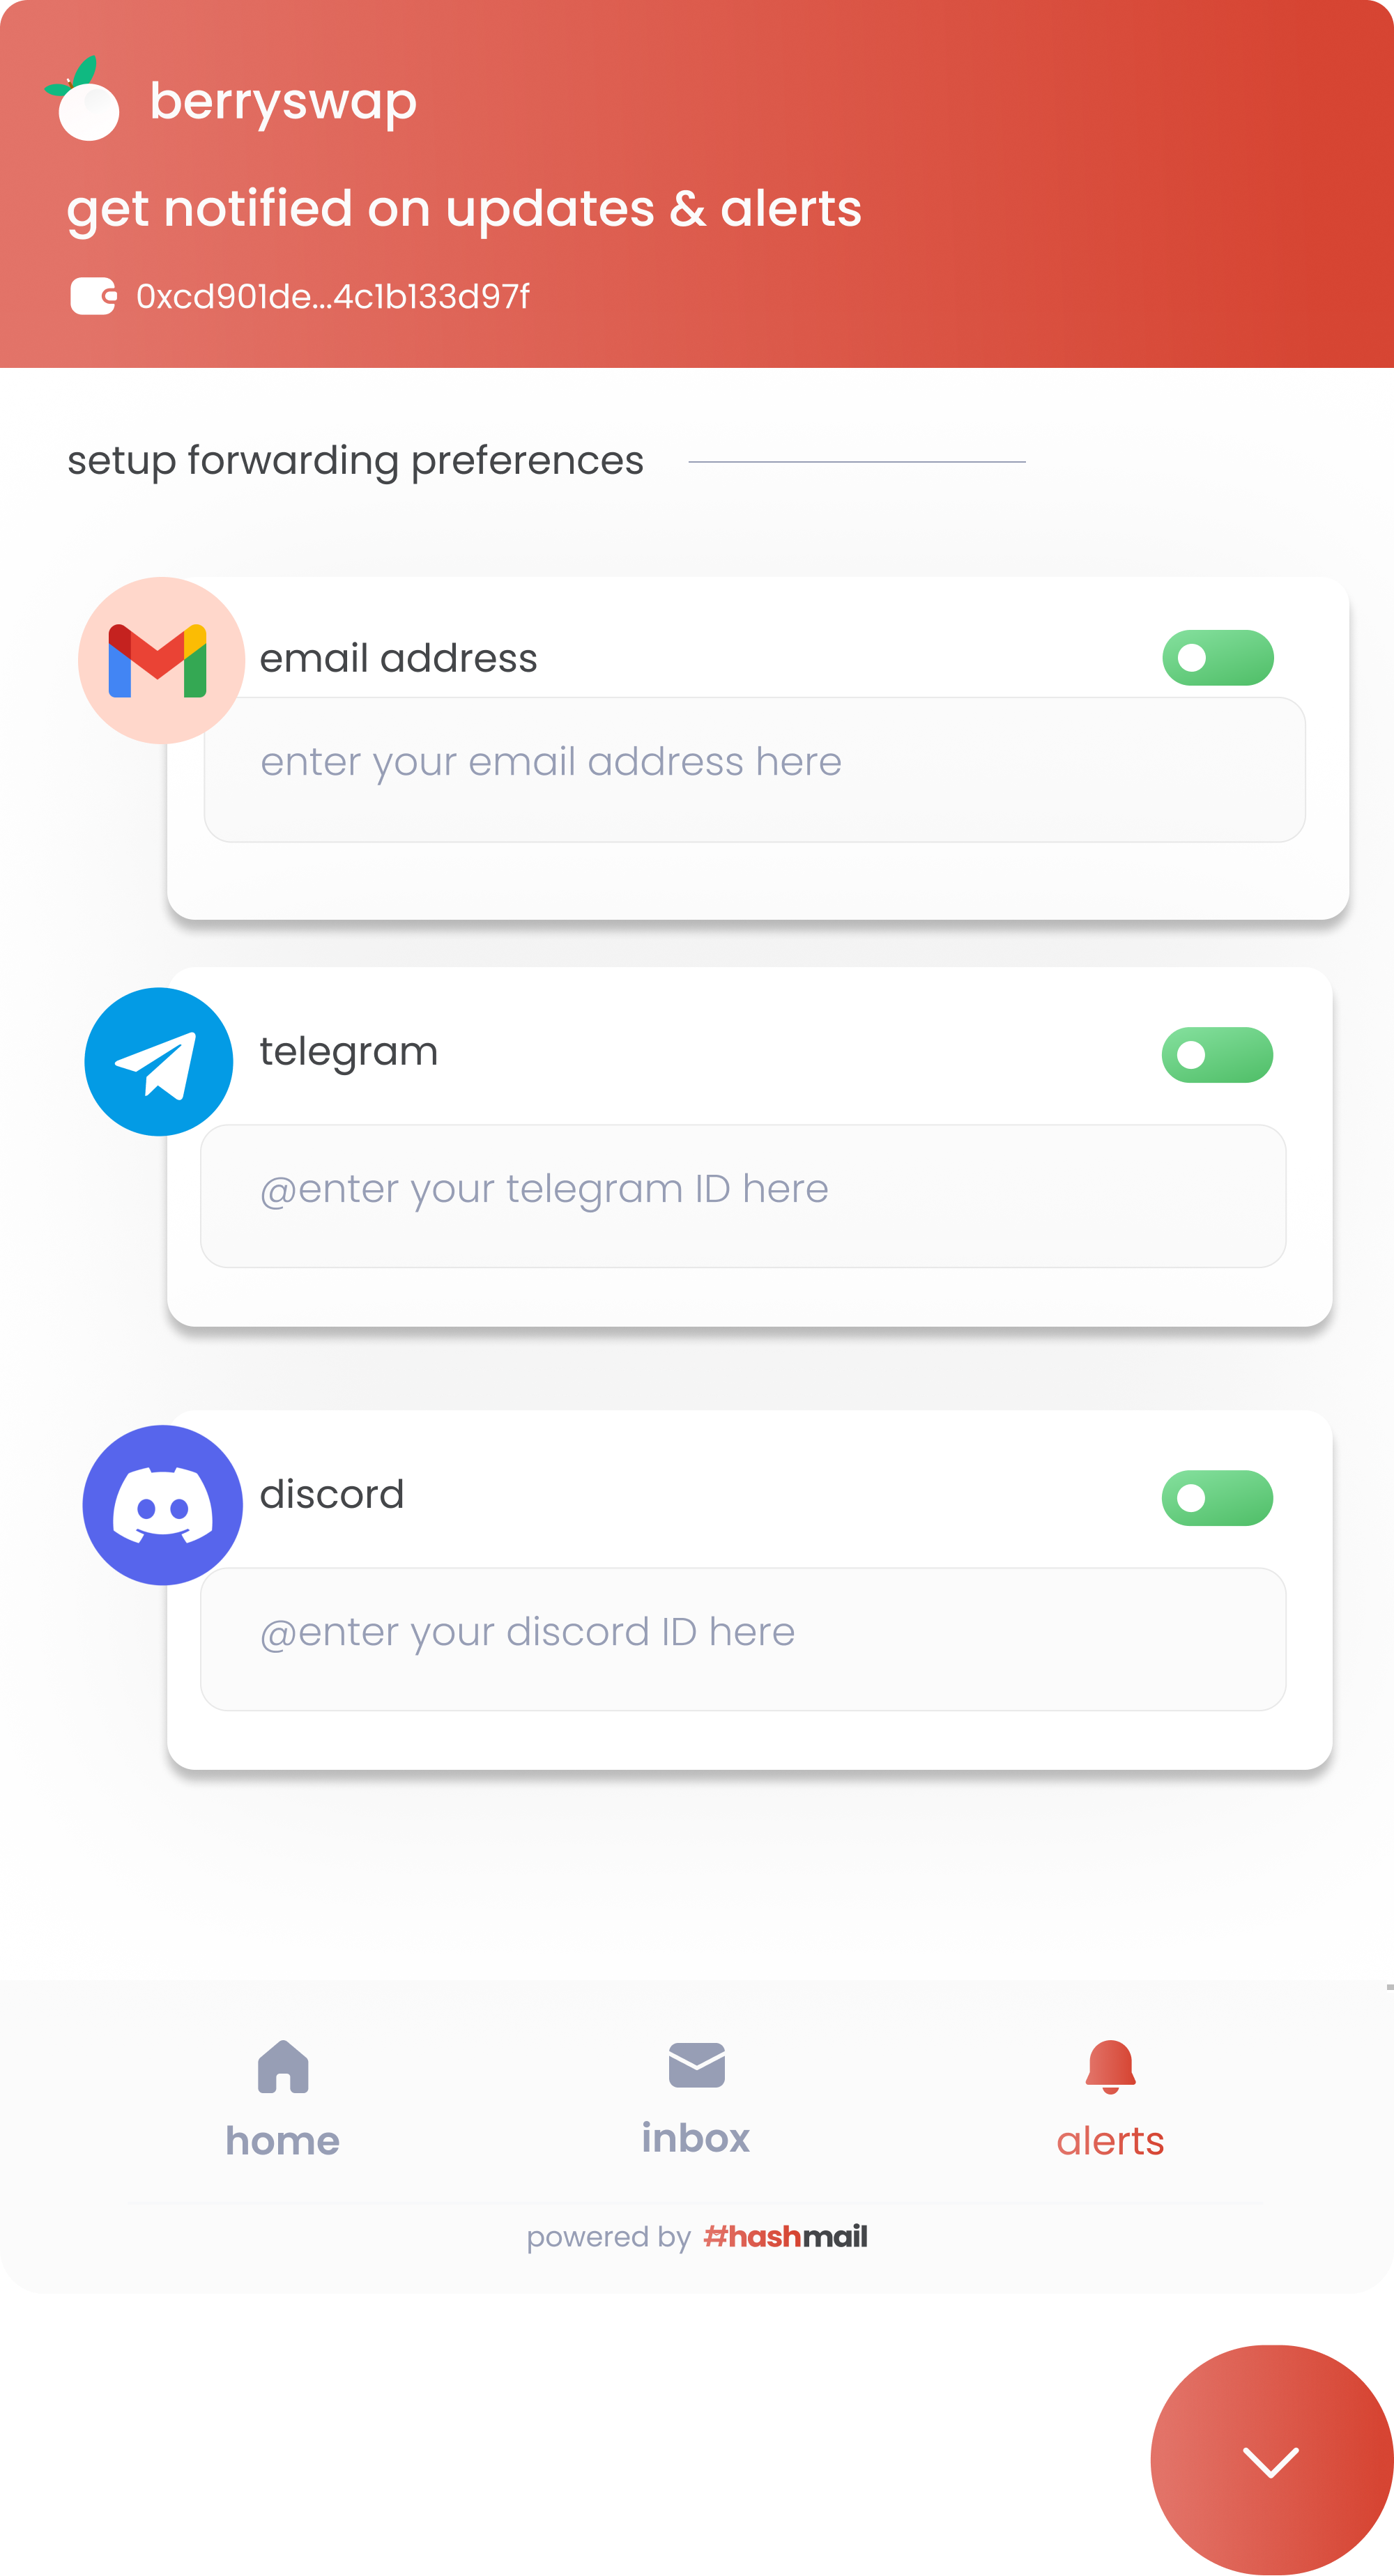 berryswap
get notified on updates & alerts
0xcd901de...4c1b133d97f
setup forwarding preferences
email address
enter your email address here
telegram
@enter your telegram ID here
discord
@enter your discord ID here
home
inbox
alerts
powered by #hashmail